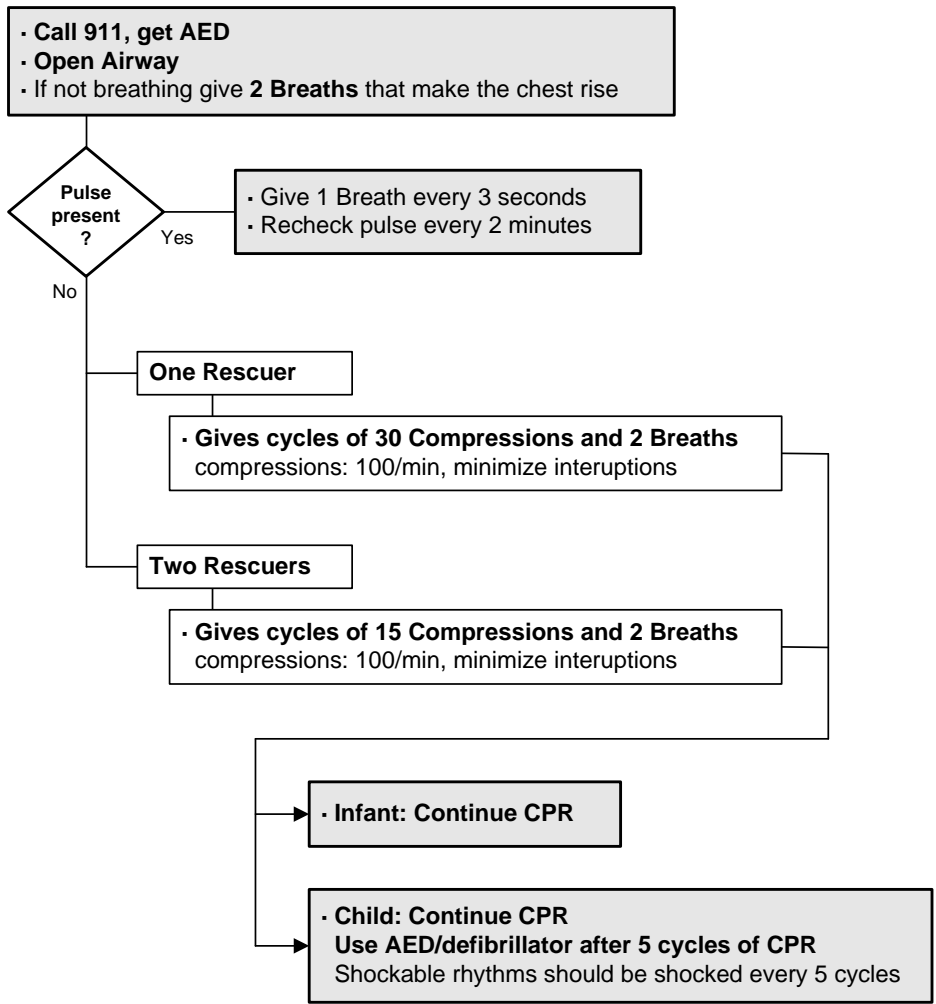 · Call 911, get AED
· Open Airway
· If not breathing give 2 Breaths that make the chest rise
Pulse
present
?
Yes
· Give 1 Breath every 3 seconds
· Recheck pulse every 2 minutes
No
One Rescuer
· Gives cycles of 30 Compressions and 2 Breaths
compressions: 100/min, minimize interuptions
Two Rescuers
· Gives cycles of 15 Compressions and 2 Breaths
compressions: 100/min, minimize interuptions
· Infant: Continue CPR
· Child: Continue CPR
Use AED/defibrillator after 5 cycles of CPR
Shockable rhythms should be shocked every 5 cycles